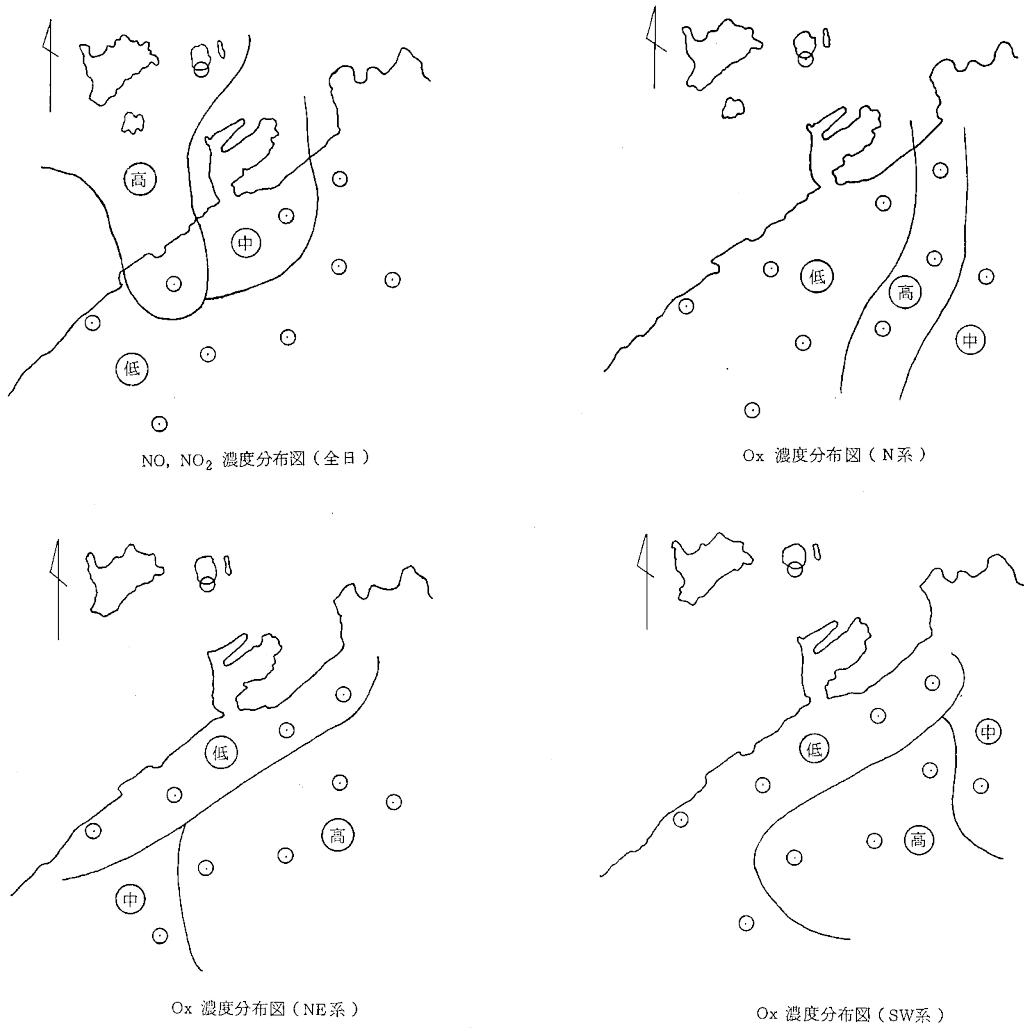 高
中
低
NO, NO2 濃度分布図(全日)
低
高
中
Ox 濃度分布図(N系)
低
高
中
Ox 濃度分布図(NE系)
低
中
高
Ox 濃度分布図(SW系)